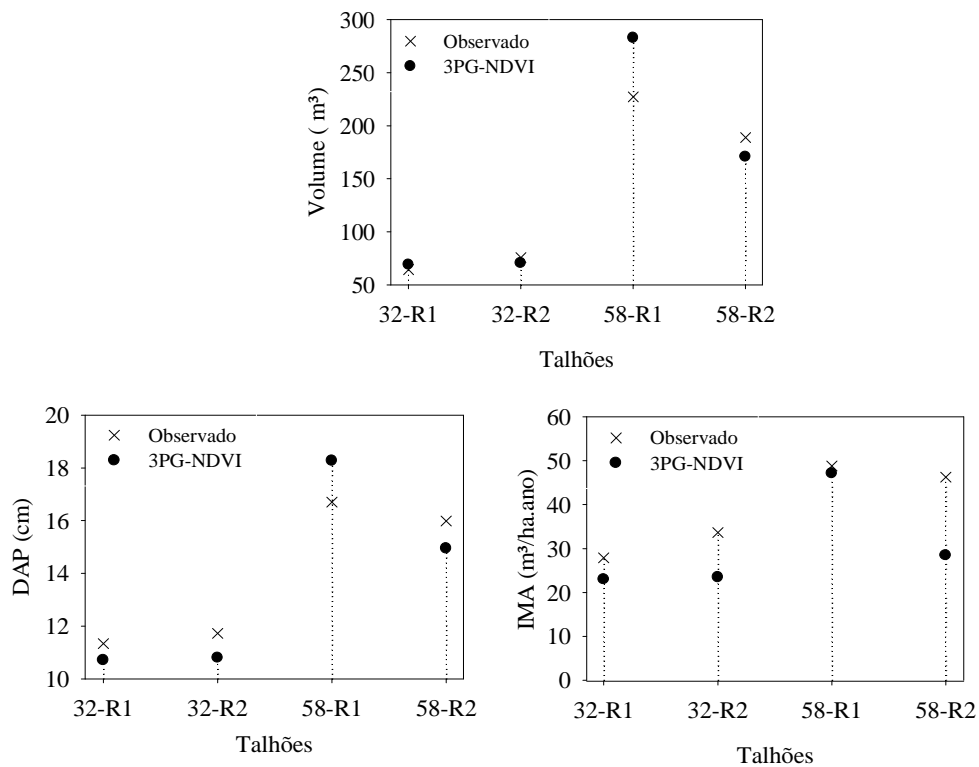 Volume ( m³)
300
250
200
150
100
50
× Observado
● 3PG-NDVI
32-R1 32-R2 58-R1 58-R2
Talhões
DAP (cm)
20
18
16
14
12
10
× Observado
● 3PG-NDVI
32-R1 32-R2 58-R1 58-R2
Talhões
IMA (m³/ha.ano)
60
50
40
30
20
10
0
× Observado
● 3PG-NDVI
32-R1 32-R2 58-R1 58-R2
Talhões